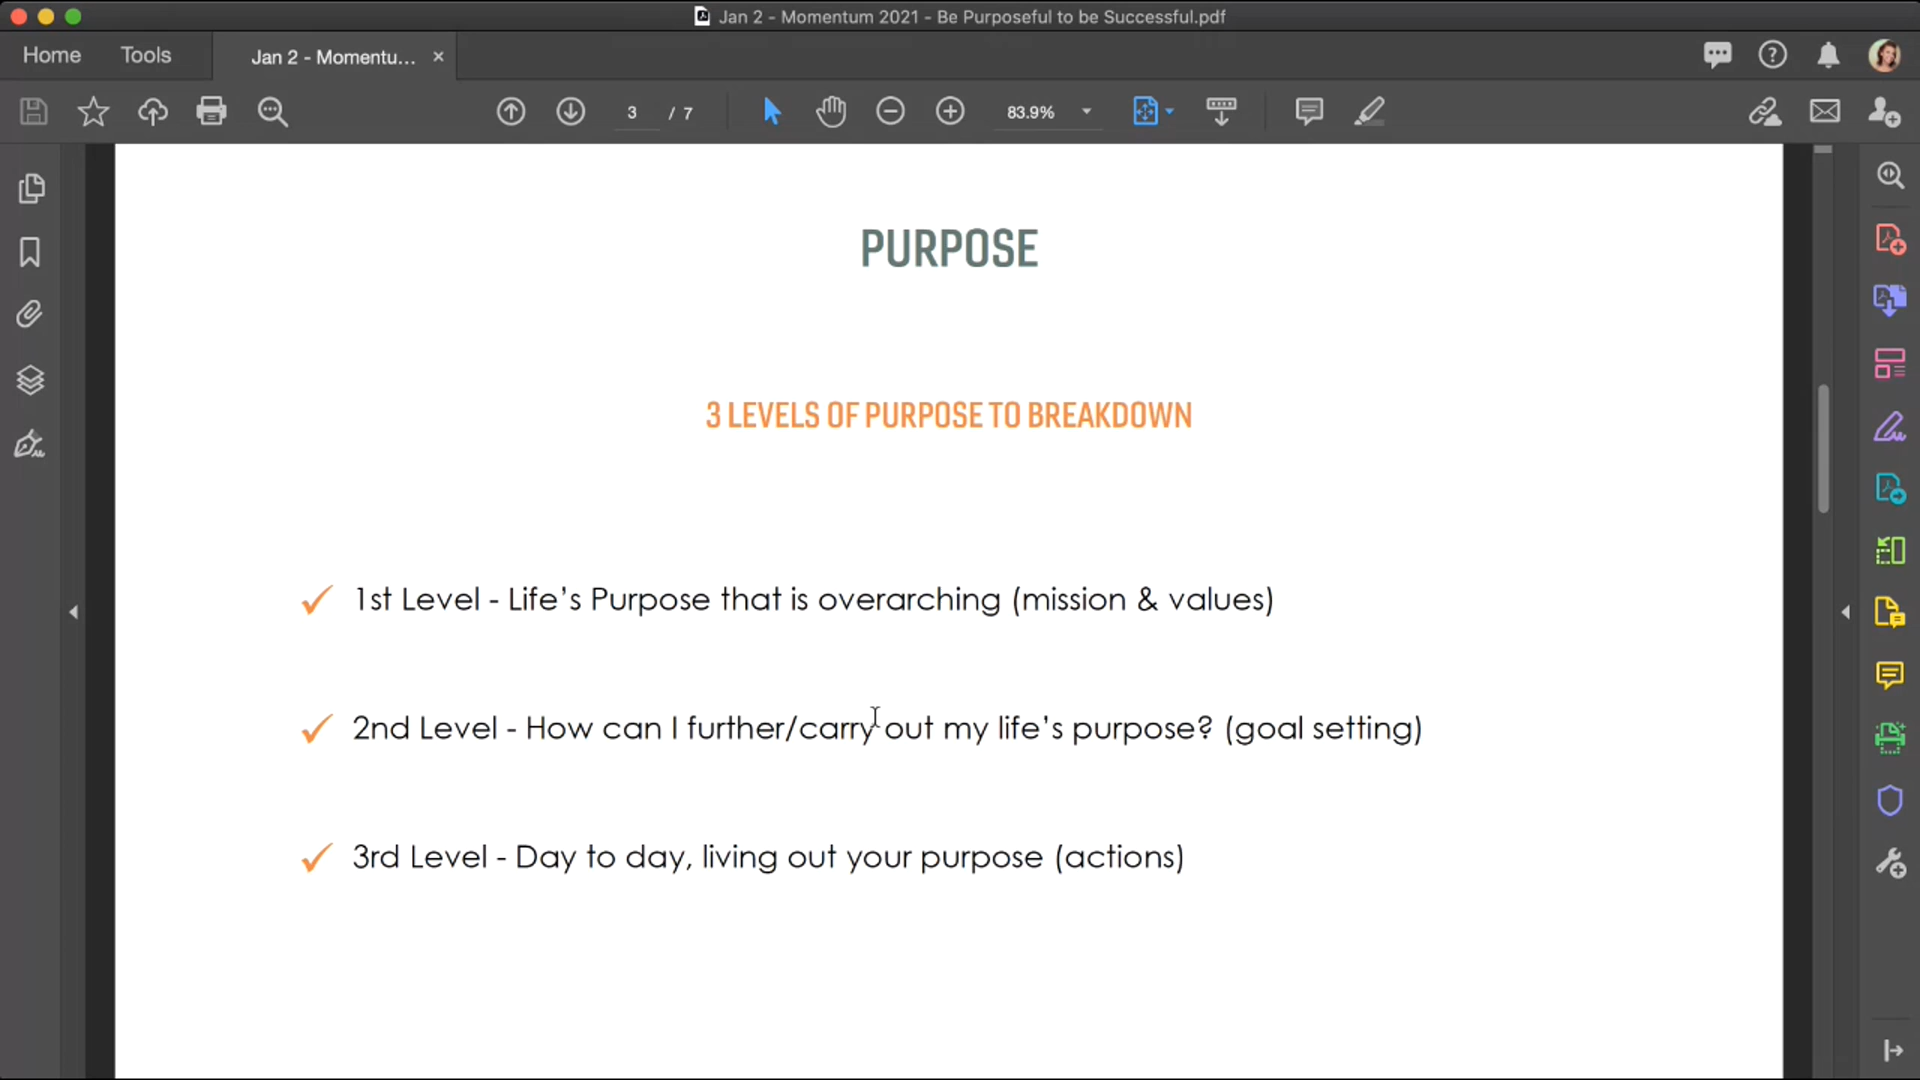 Jan 2 - Momentum 2021 - Be Purposeful to be Successful.pdf
Home
Tools
Jan 2 - Momentu...
3 / 7
83.9%
PURPOSE
3 LEVELS OF PURPOSE TO BREAKDOWN
1st Level - Life's Purpose that is overarching (mission & values)
2nd Level - How can I further/carry out my life's purpose? (goal setting)
3rd Level - Day to day, living out your purpose (actions)